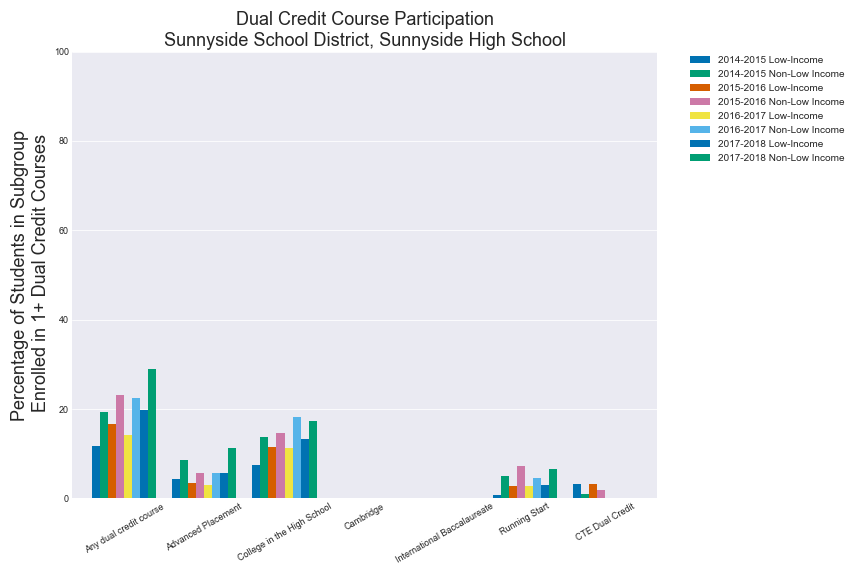 Dual Credit Course Participation
Sunnyside School District, Sunnyside High School
Percentage of Students in Subgroup
Enrolled in 1+ Dual Credit Courses
100
80
60
40
20
0
Any dual credit course
Advanced Placement
College in the High School
Cambridge
International Baccalaureate
Running Start
CTE Dual Credit
2014-2015 Low-Income
2014-2015 Non-Low Income
2015-2016 Low-Income
2015-2016 Non-Low Income
2016-2017 Low-Income
2016-2017 Non-Low Income
2017-2018 Low-Income
2017-2018 Non-Low Income